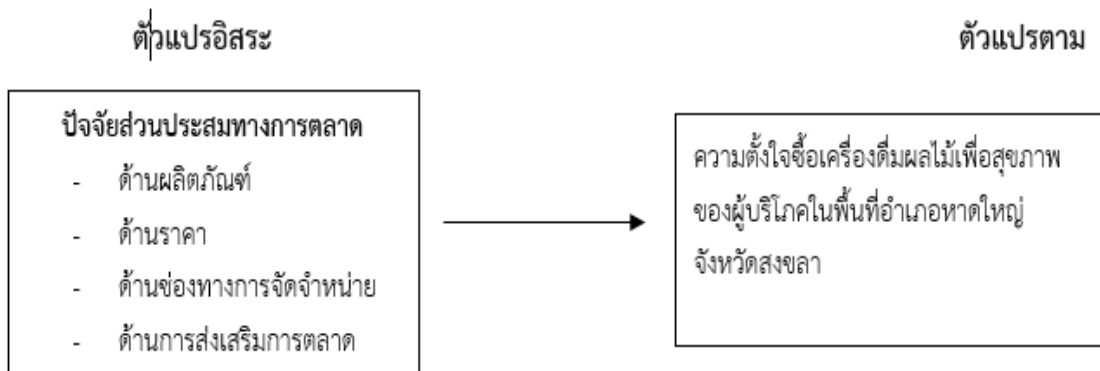 ตัวแปรอิสระ
ตัวแปรตาม
ปัจจัยส่วนประสมทางการตลาด
- ด้านผลิตภัณฑ์
- ด้านราคา
- ด้านช่องทางการจัดจำหน่าย
- ด้านการส่งเสริมการตลาด
ความตั้งใจซื้อเครื่องดื่มผลไม้เพื่อสุขภาพ
ของผู้บริโภคในพื้นที่อำเภอหาดใหญ่
จังหวัดสงขลา